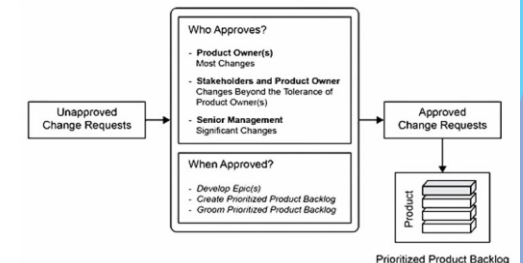 Who Approves?
- Product Owner(s)
Most Changes
- Stakeholders and Product Owner
Changes Beyond the Tolerance of
Product Owner(s)
- Senior Management
Significant Changes
Unapproved
Change Requests
Approved
Change Requests
When Approved?
- Develop Epic(s)
- Create Prioritized Product Backlog
- Groom Prioritized Product Backlog
Product
Prioritized Product Backlog